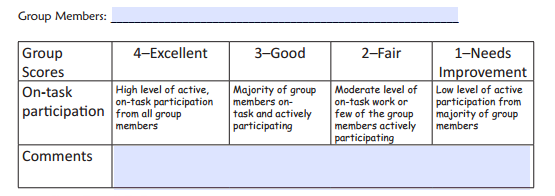 Group Members:
Group Scores
4–Excellent
3–Good
2–Fair
1–Needs Improvement
On-task participation
High level of active,
on-task participation
from all group
members
Majority of group
members on-
task and actively
participating
Moderate level of
on-task work or
few of the group
members actively
participating
Low level of active
participation from
majority of group
members
Comments